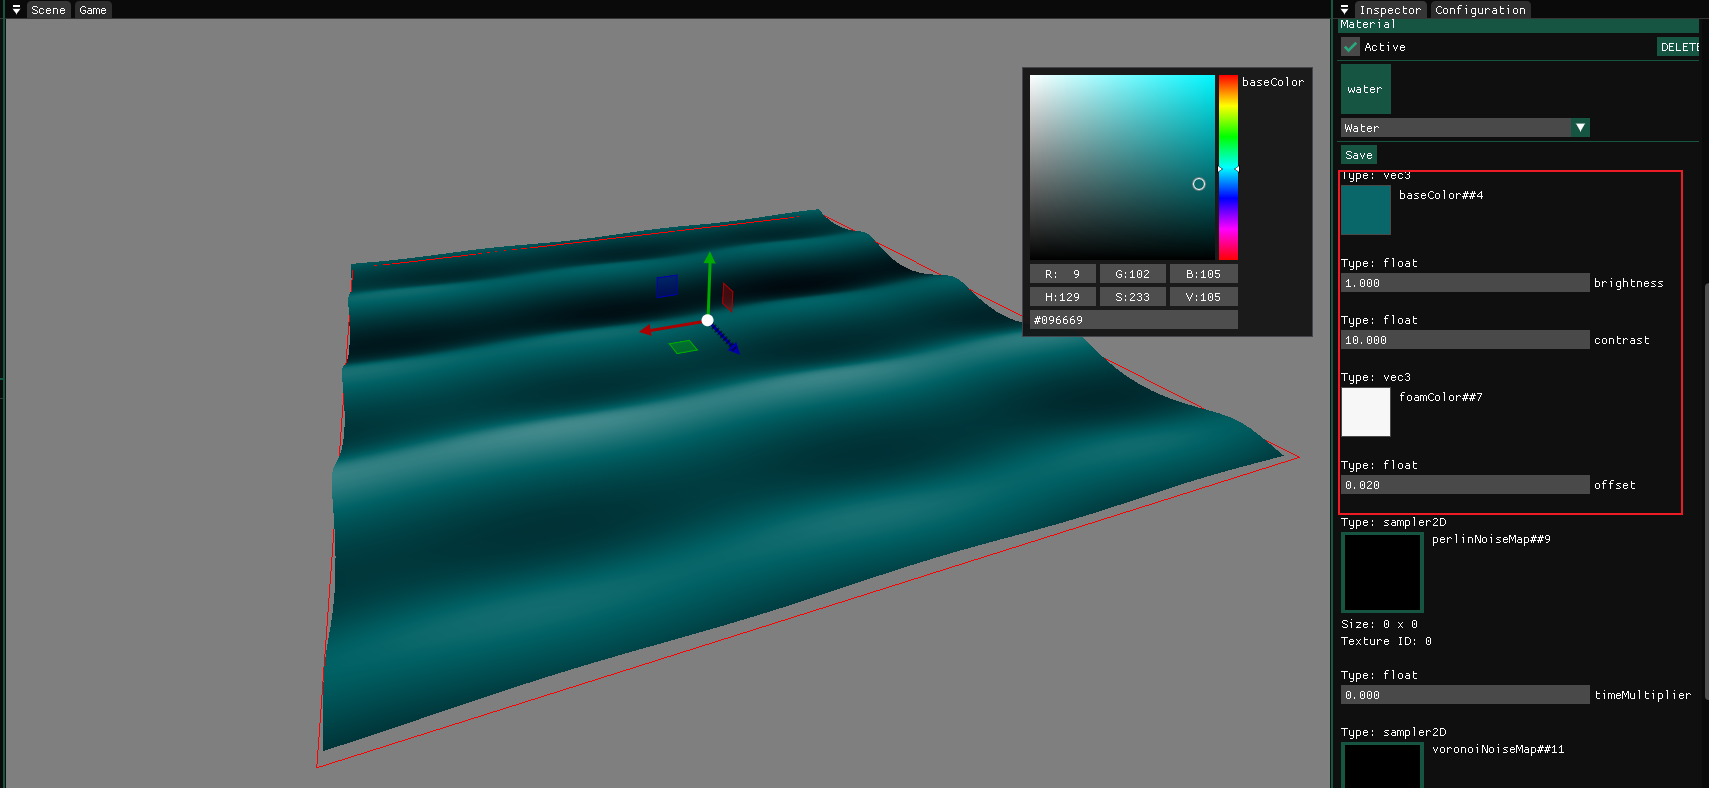 Scene Game
baseColor
R: 9 G:102 B:105
H:129 S:233 V:105
#096669
Inspector Configuration
Material
Active DELETE
water
Water
Save
Type: vec3
baseColor##4
Type: float
1.000 brightness
Type: float
10.000 contrast
Type: vec3
foamColor##7
Type: float
0.020 offset
Type: sampler2D
perlinNoiseMap##9
Size: 0 x 0
Texture ID: 0
Type: float
0.000 timeMultiplier
Type: sampler2D
voronoiNoiseMap##11